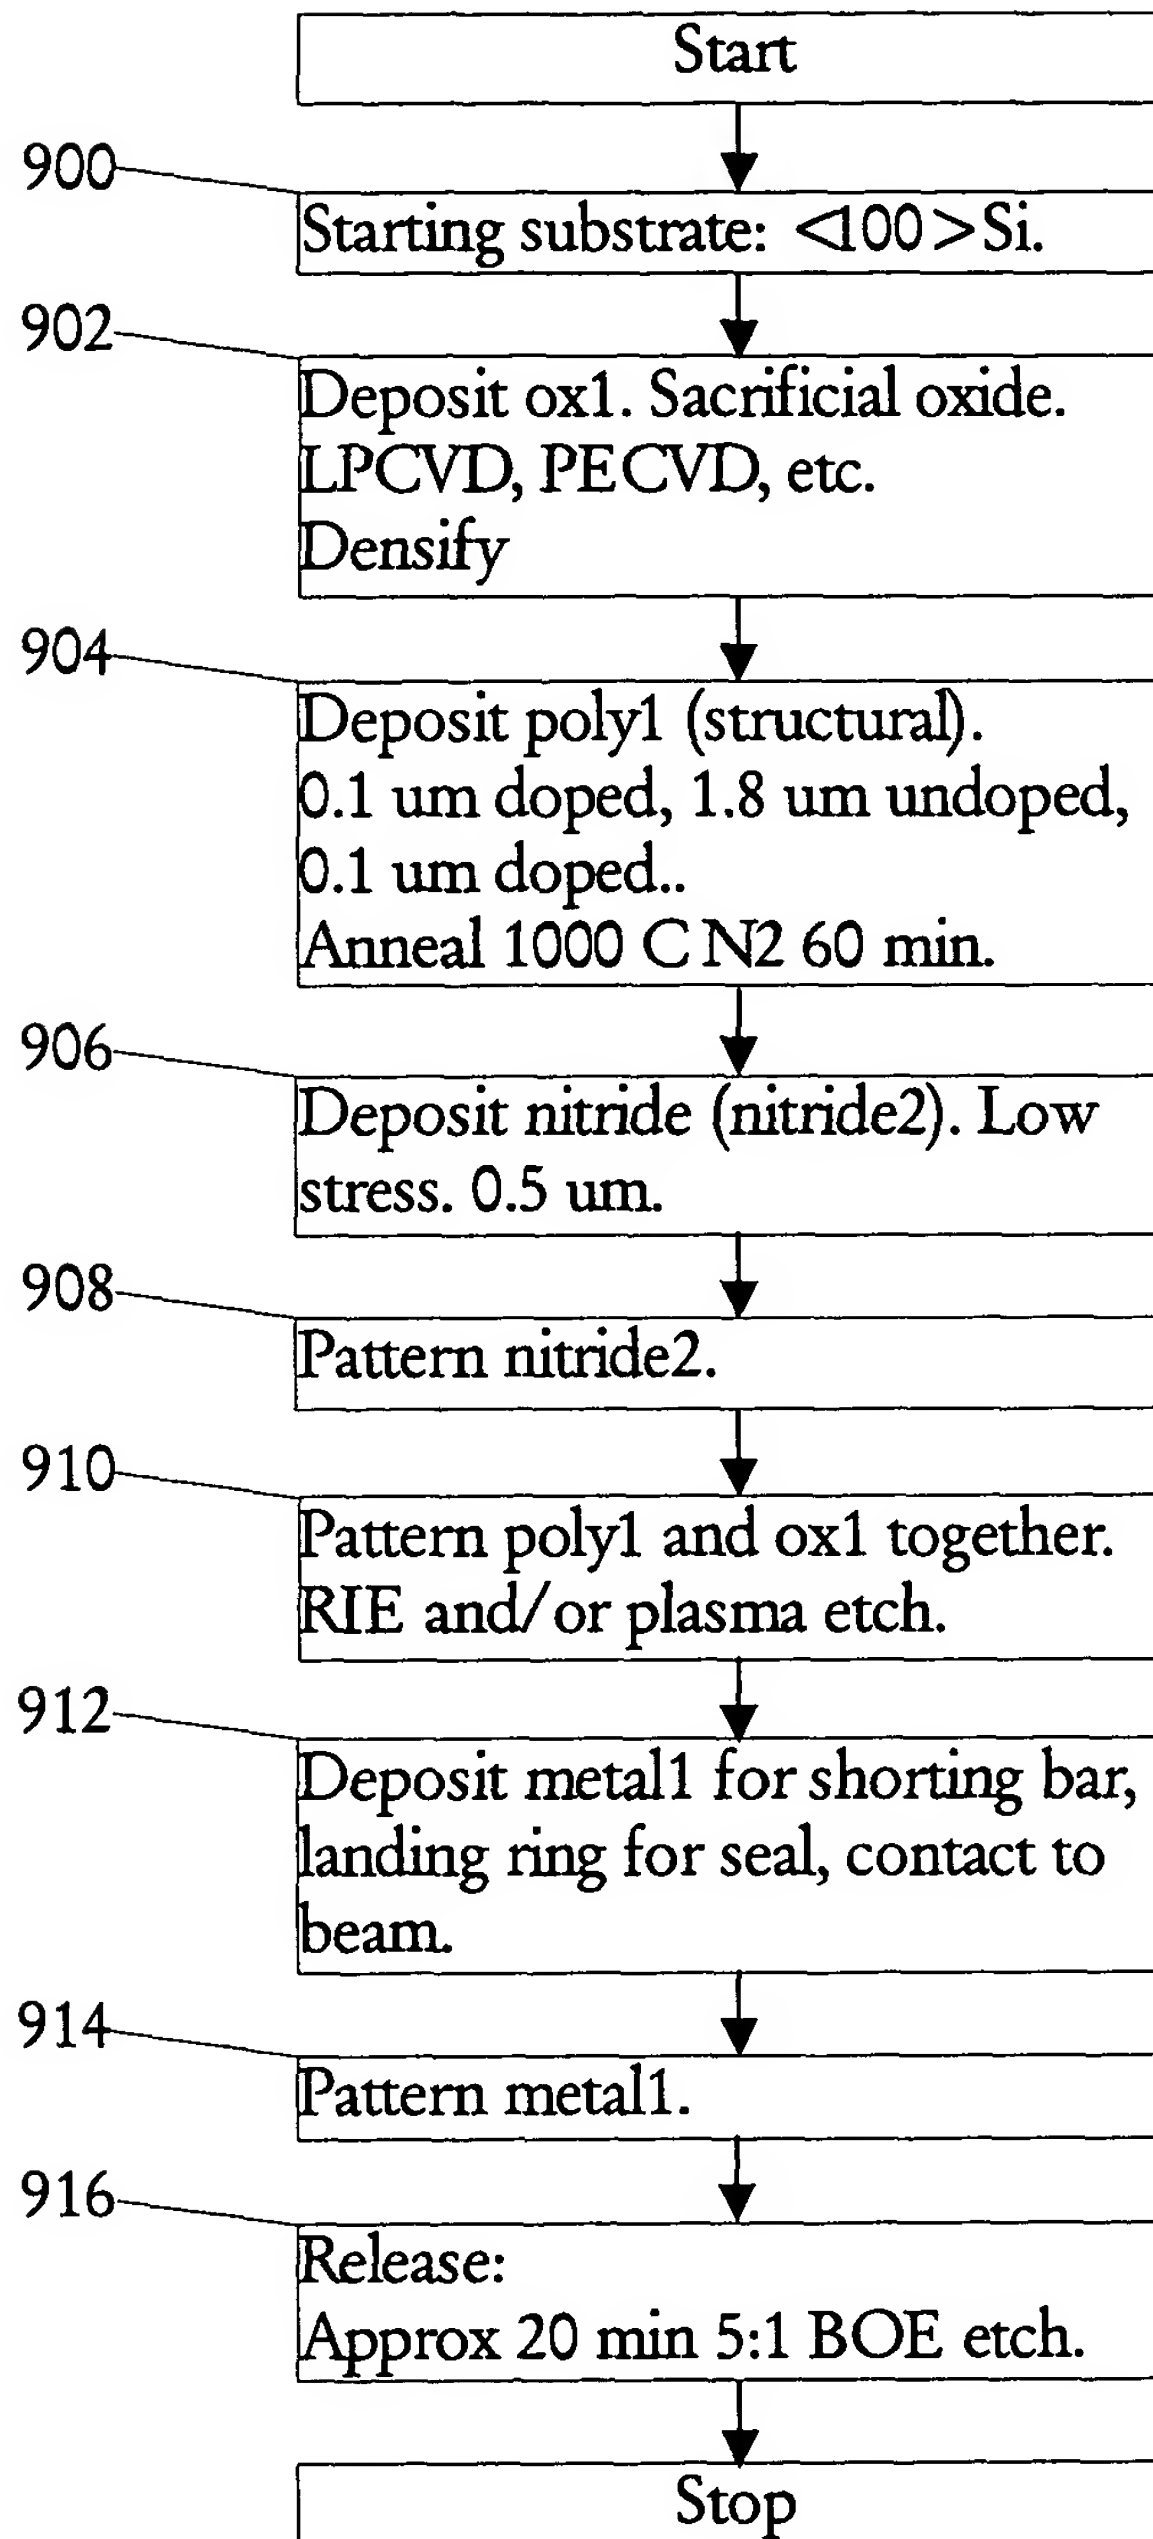 Start
900
Starting substrate: <100>Si.
902
Deposit ox1. Sacrificial oxide.
LPCVD, PECVD, etc.
Densify
904
Deposit poly1 (structural).
0.1 um doped, 1.8 um undoped,
0.1 um doped..
Anneal 1000 C N2 60 min.
906
Deposit nitride (nitride2). Low
stress. 0.5 um.
908
Pattern nitride2.
910
Pattern poly1 and ox1 together.
RIE and/or plasma etch.
912
Deposit metal1 for shorting bar,
landing ring for seal, contact to
beam.
914
Pattern metal1.
916
Release:
Approx 20 min 5:1 BOE etch.
Stop